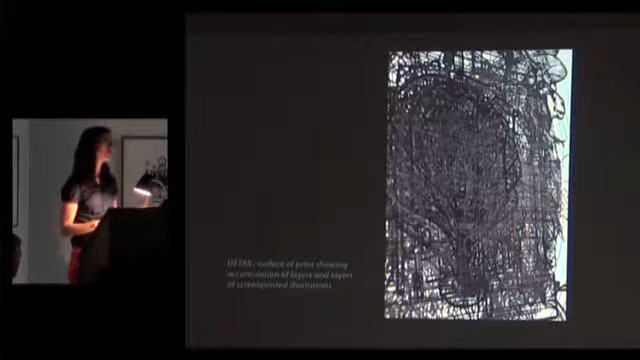 DETAIL: surface of print showing
accumulation of layers and layers
of screenprinted illustrations